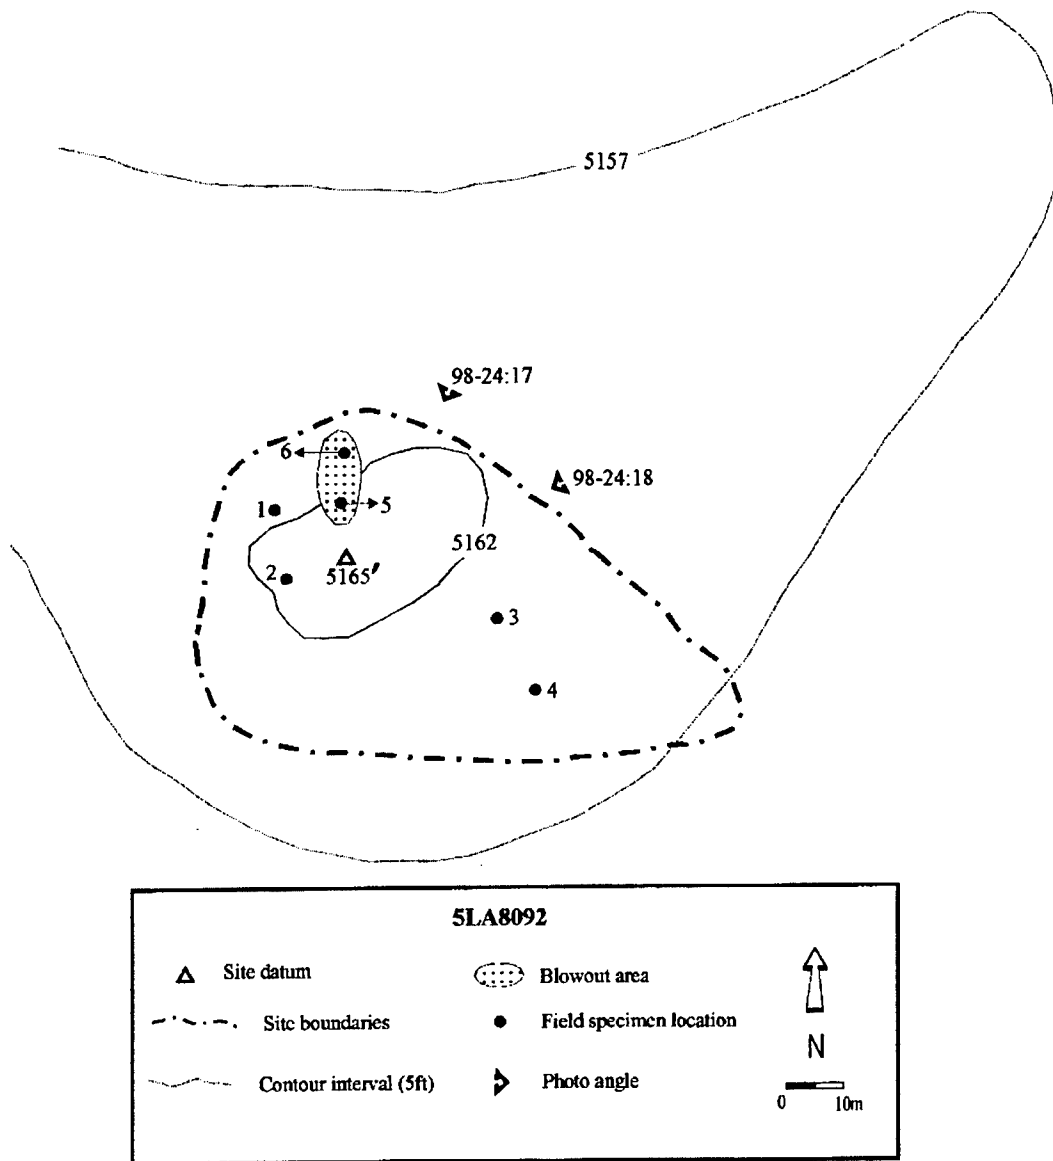 5157
98-24:17
98-24:18
6
5
1
5162
2
5165'
3
4
5LA8092
Site datum
Blowout area
Site boundaries
Field specimen location
N
Contour interval (5ft)
Photo angle
0 10m